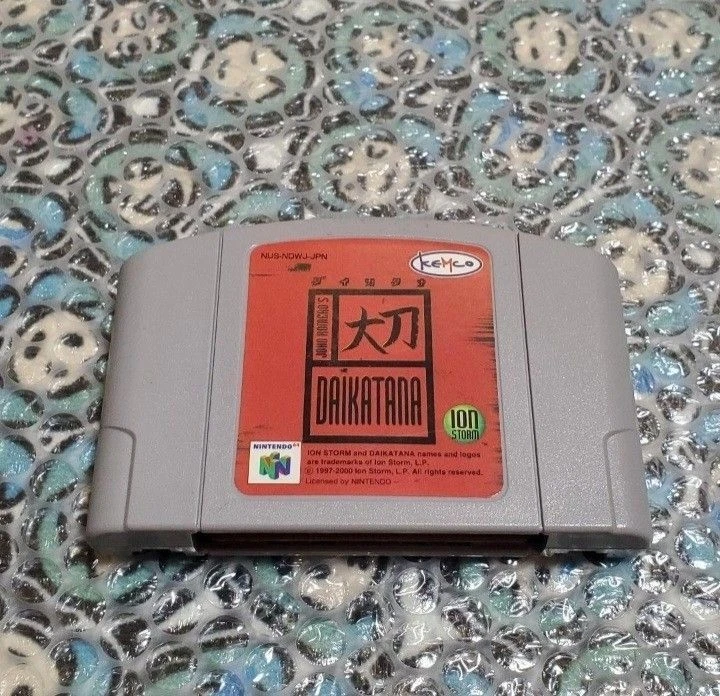 NUS-NDWJ-JPN
KEMCO
ダイカタナ
JOHN ROMERO'S
大刀
DAIKATANA
ION
STORM
NINTENDO 64
ION STORM and DAIKATANA names and logos
are trademarks of Ion Storm, L.P.
© 1997-2000 Ion Storm, L.P. All rights reserved.
Licensed by NINTENDO